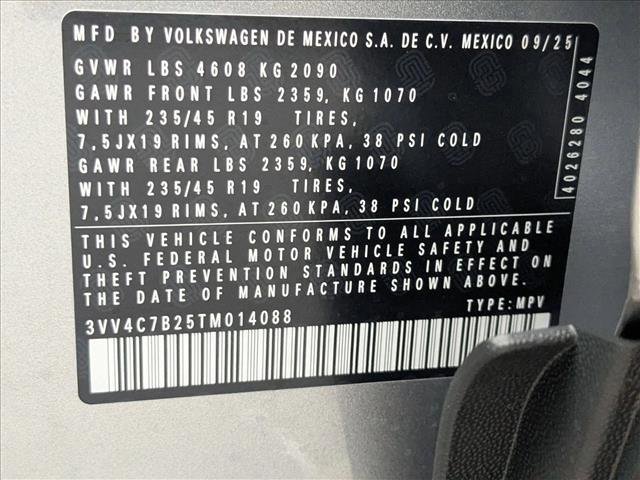 MFD BY VOLKSWAGEN DE MEXICO S.A. DE C.V. MEXICO 09/25
GVWR LBS 4608 KG 2090
GAWR FRONT LBS 2359, KG 1070
WITH 235/45 R19 TIRES,
7,5JX19 RIMS, AT 260 KPA, 38 PSI COLD
GAWR REAR LBS 2359, KG 1070
WITH 235/45 R19 TIRES,
7,5JX19 RIMS, AT 260 KPA, 38 PSI COLD
4026280 4044
THIS VEHICLE CONFORMS TO ALL APPLICABLE
U.S. FEDERAL MOTOR VEHICLE SAFETY AND
THEFT PREVENTION STANDARDS IN EFFECT ON
THE DATE OF MANUFACTURE SHOWN ABOVE.
3VV4C7B25TM014088 TYPE: MPV